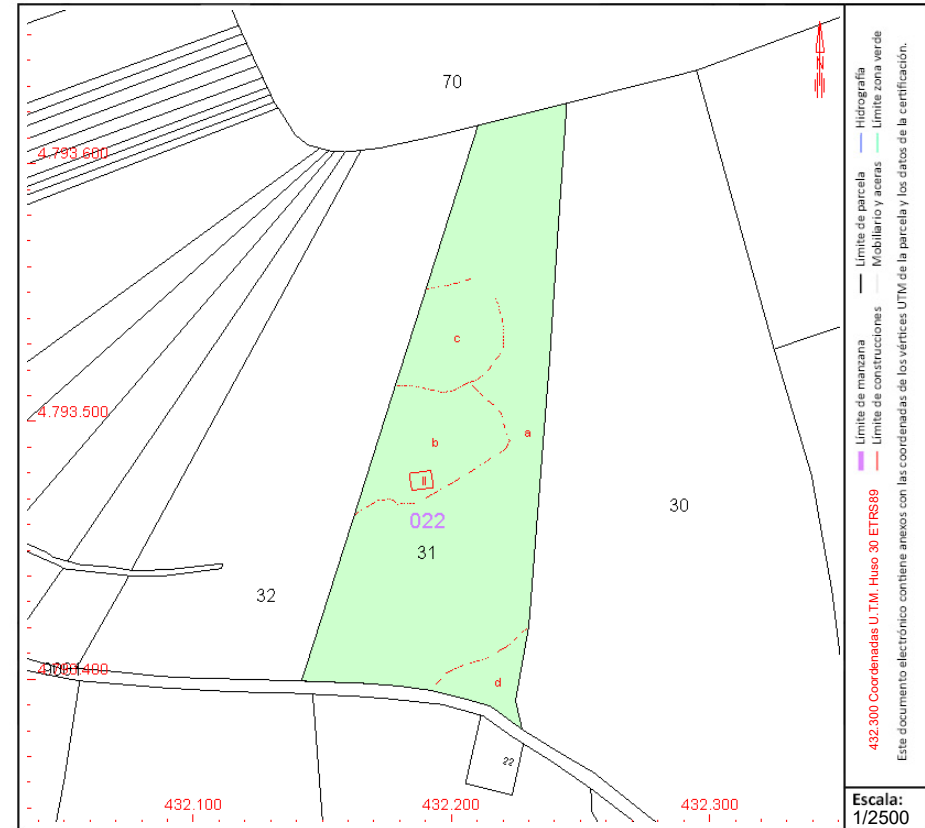 70
N
4.793.600
c
4.793.500
a
b
II
022
30
31
32
4.793.400
d
22
432.100
432.200
432.300
Límite de manzana
Límite de parcela
Hidrografía
Límite de construcciones
Mobiliario y aceras
Límite zona verde
432.300 Coordenadas U.T.M. Huso 30 ETRS89
Este documento electrónico contiene anexos con las coordenadas de los vértices UTM de la parcela y los datos de la certificación.
Escala:
1/2500